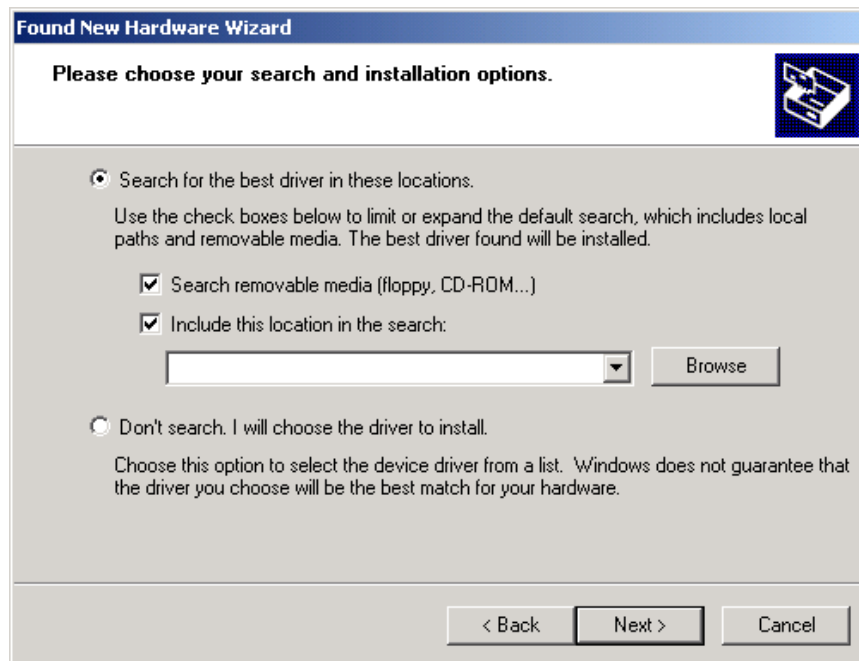 Found New Hardware Wizard
Please choose your search and installation options.
Search for the best driver in these locations.
Use the check boxes below to limit or expand the default search, which includes local
paths and removable media. The best driver found will be installed.
Search removable media (floppy, CD-ROM...)
Include this location in the search:
Browse
Don't search. I will choose the driver to install.
Choose this option to select the device driver from a list.  Windows does not guarantee that
the driver you choose will be the best match for your hardware.
< Back Next > Cancel